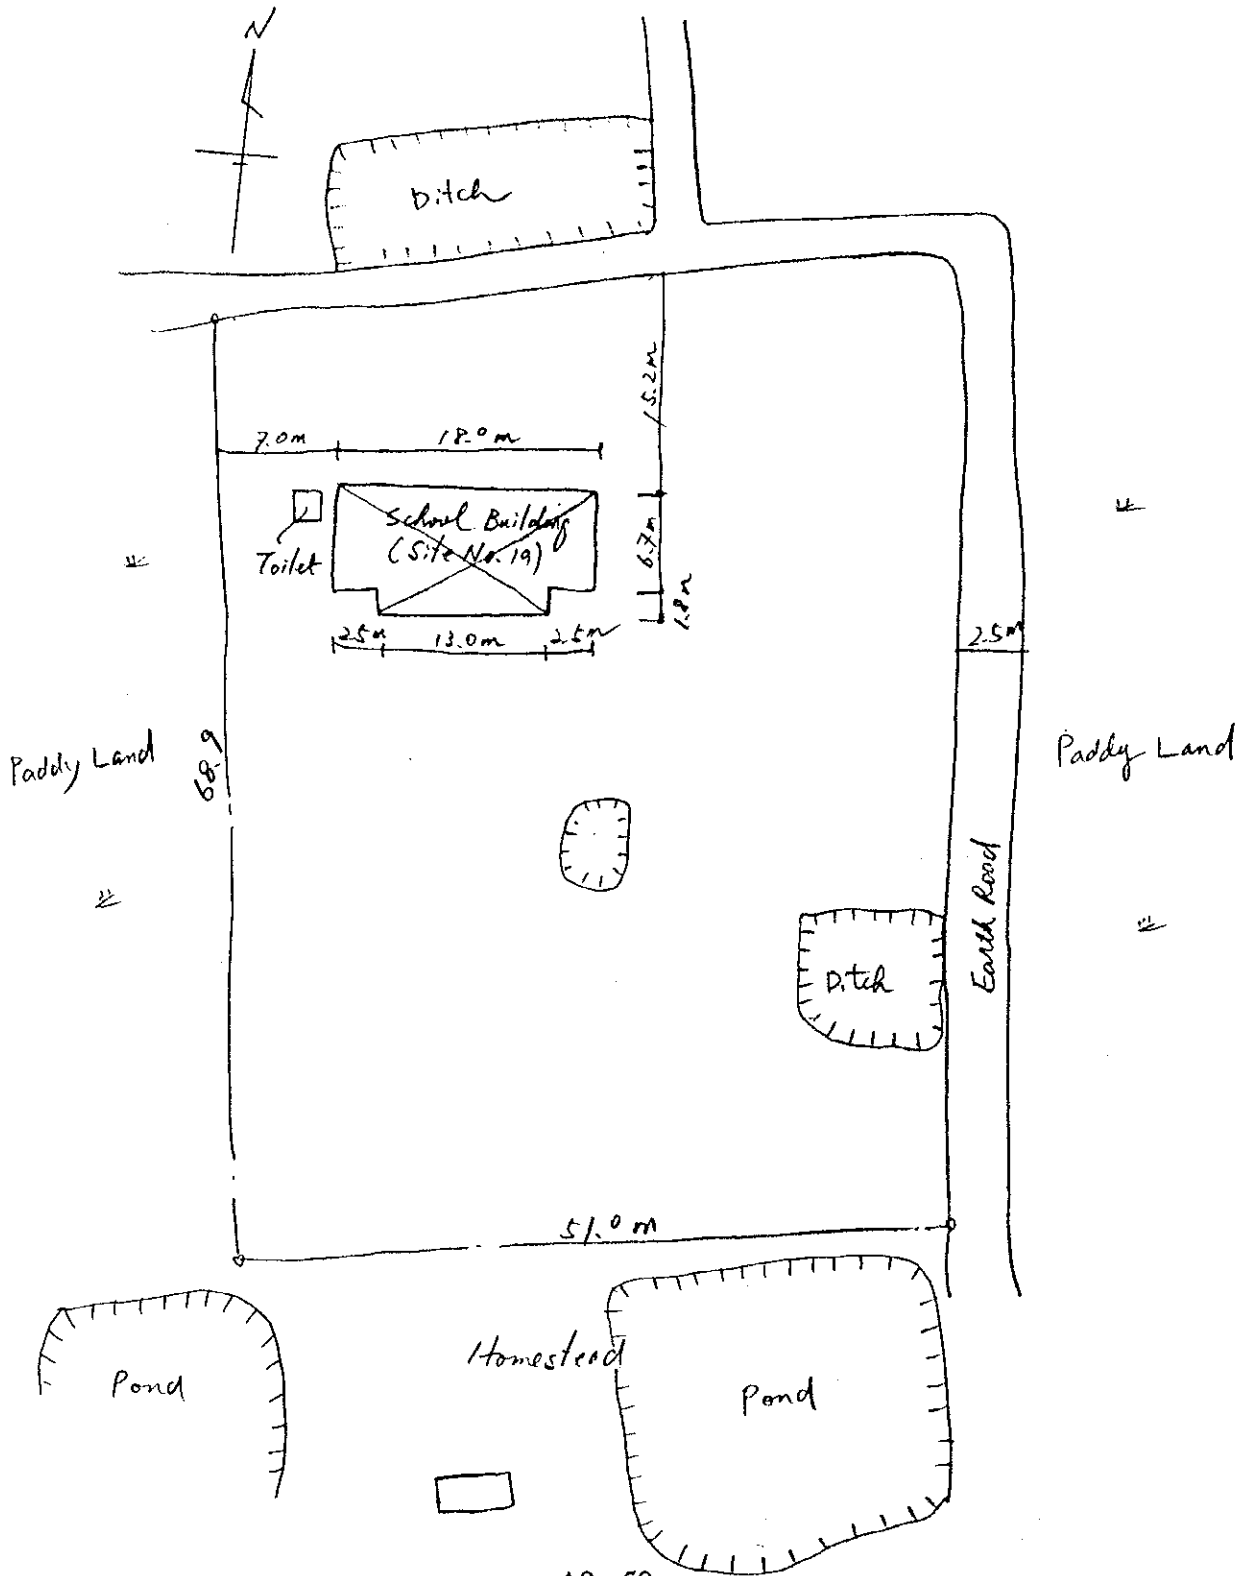 N
Ditch
15.2m
7.0m
18.0m
School Building
(Site No. 19)
Toilet
6.7m
1.8m
2.5m
13.0m
2.5m
2.5m
Paddy Land
68.9
Paddy Land
Earth Road
Ditch
51.0m
Homestead
Pond
Pond